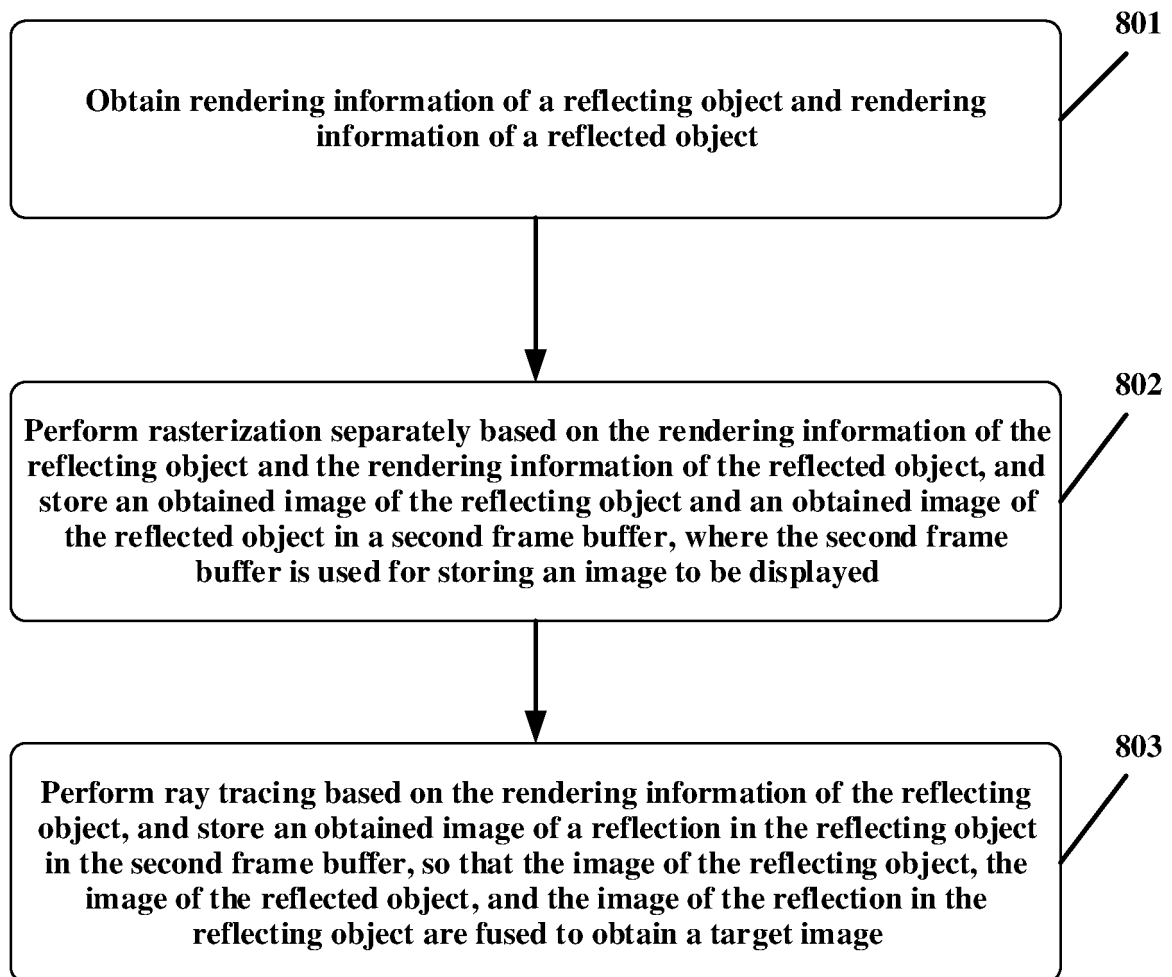 801
Obtain rendering information of a reflecting object and rendering
information of a reflected object
802
Perform rasterization separately based on the rendering information of the
reflecting object and the rendering information of the reflected object, and
store an obtained image of the reflecting object and an obtained image of
the reflected object in a second frame buffer, where the second frame
buffer is used for storing an image to be displayed
803
Perform ray tracing based on the rendering information of the reflecting
object, and store an obtained image of a reflection in the reflecting object
in the second frame buffer, so that the image of the reflecting object, the
image of the reflected object, and the image of the reflection in the
reflecting object are fused to obtain a target image